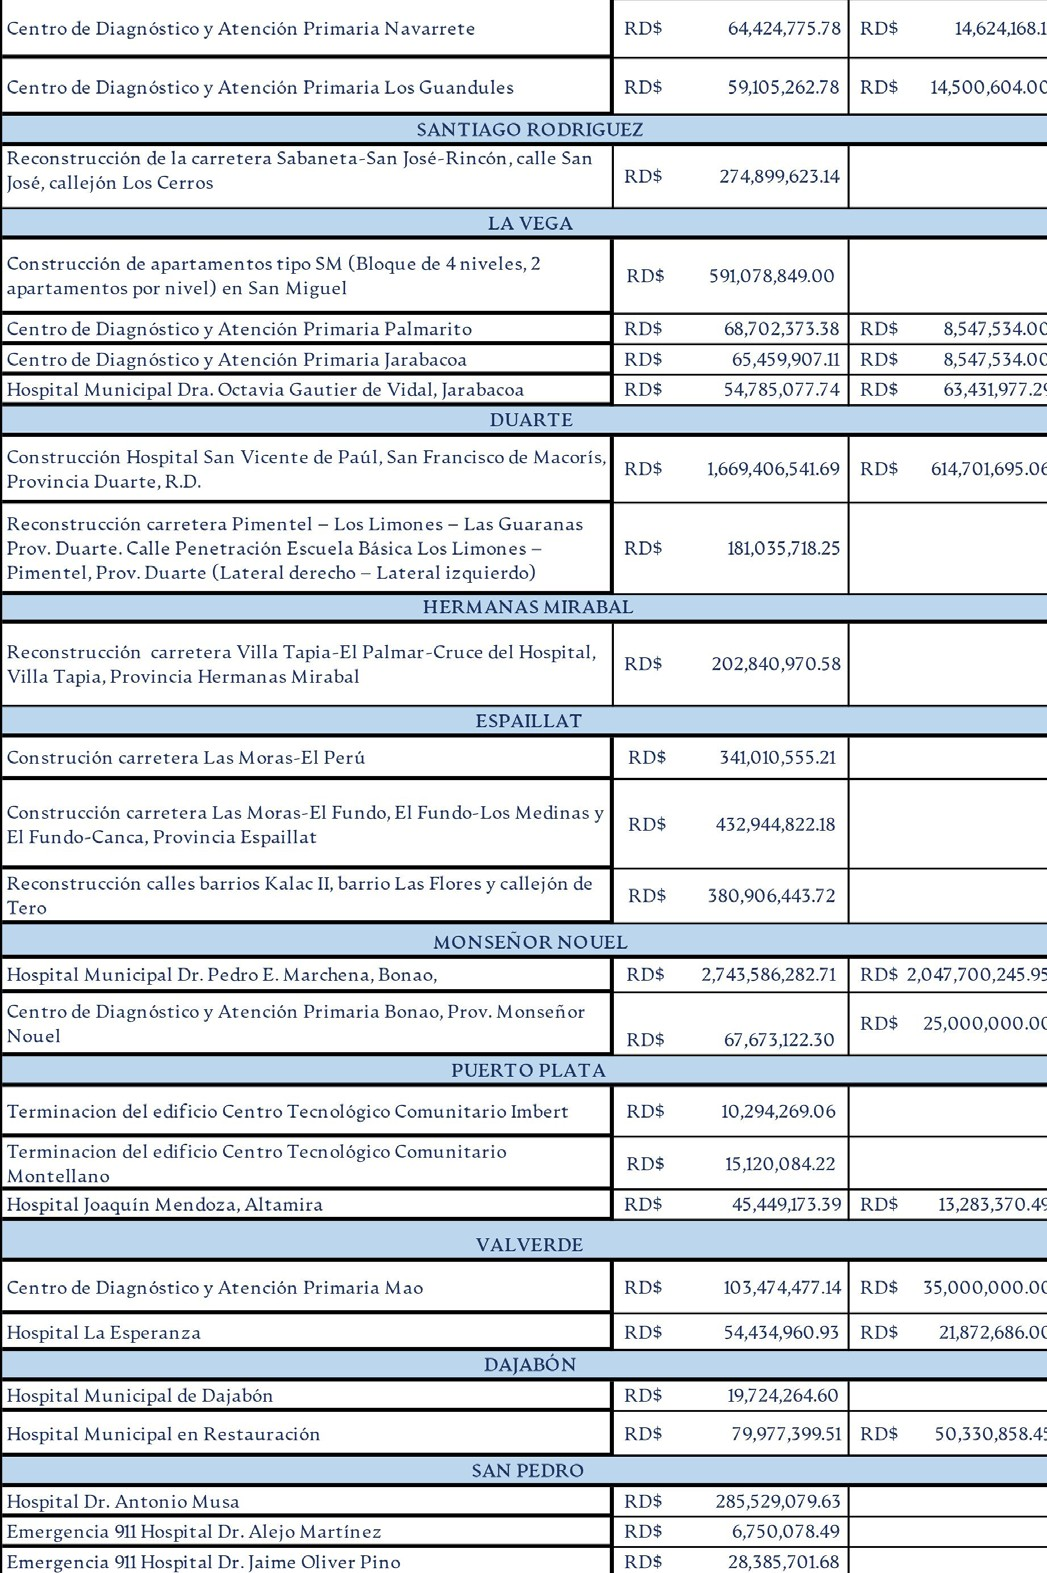 Centro de Diagnóstico y Atención Primaria Navarrete RD$ 64,424,775.78 RD$ 14,624,168.1
Centro de Diagnóstico y Atención Primaria Los Guandules RD$ 59,105,262.78 RD$ 14,500,604.00
SANTIAGO RODRIGUEZ
Reconstrucción de la carretera Sabaneta-San José-Rincón, calle San
José, callejón Los Cerros RD$ 274,899,623.14
LA VEGA
Construcción de apartamentos tipo SM (Bloque de 4 niveles, 2
apartamentos por nivel) en San Miguel RD$ 591,078,849.00
Centro de Diagnóstico y Atención Primaria Palmarito RD$ 68,702,373.38 RD$ 8,547,534.00
Centro de Diagnóstico y Atención Primaria Jarabacoa RD$ 65,459,907.11 RD$ 8,547,534.00
Hospital Municipal Dra. Octavia Gautier de Vidal, Jarabacoa RD$ 54,785,077.74 RD$ 63,431,977.29
DUARTE
Construcción Hospital San Vicente de Paúl, San Francisco de Macorís,
Provincia Duarte, R.D. RD$ 1,669,406,541.69 RD$ 614,701,695.06
Reconstrucción carretera Pimentel – Los Limones – Las Guaranas
Prov. Duarte. Calle Penetración Escuela Básica Los Limones – RD$ 181,035,718.25
Pimentel, Prov. Duarte (Lateral derecho – Lateral izquierdo)
HERMANAS MIRABAL
Reconstrucción carretera Villa Tapia-El Palmar-Cruce del Hospital,
Villa Tapia, Provincia Hermanas Mirabal RD$ 202,840,970.58
ESPAILLAT
Construción carretera Las Moras-El Perú RD$ 341,010,555.21
Construcción carretera Las Moras-El Fundo, El Fundo-Los Medinas y
El Fundo-Canca, Provincia Espaillat RD$ 432,944,822.18
Reconstrucción calles barrios Kalac II, barrio Las Flores y callejón de
Tero RD$ 380,906,443.72
MONSEÑOR NOUEL
Hospital Municipal Dr. Pedro E. Marchena, Bonao, RD$ 2,743,586,282.71 RD$ 2,047,700,245.95
Centro de Diagnóstico y Atención Primaria Bonao, Prov. Monseñor
Nouel RD$ 67,673,122.30 RD$ 25,000,000.00
PUERTO PLATA
Terminacion del edificio Centro Tecnológico Comunitario Imbert RD$ 10,294,269.06
Terminacion del edificio Centro Tecnológico Comunitario
Montellano RD$ 15,120,084.22
Hospital Joaquín Mendoza, Altamira RD$ 45,449,173.39 RD$ 13,283,370.49
VALVERDE
Centro de Diagnóstico y Atención Primaria Mao RD$ 103,474,477.14 RD$ 35,000,000.00
Hospital La Esperanza RD$ 54,434,960.93 RD$ 21,872,686.00
DAJABÓN
Hospital Municipal de Dajabón RD$ 19,724,264.60
Hospital Municipal en Restauración RD$ 79,977,399.51 RD$ 50,330,858.45
SAN PEDRO
Hospital Dr. Antonio Musa RD$ 285,529,079.63
Emergencia 911 Hospital Dr. Alejo Martínez RD$ 6,750,078.49
Emergencia 911 Hospital Dr. Jaime Oliver Pino RD$ 28,385,701.68